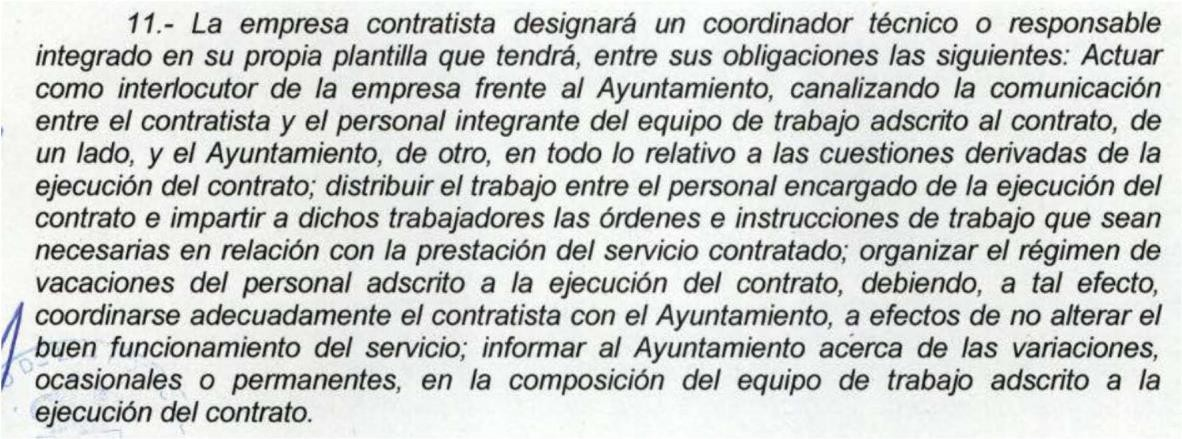 11.- La empresa contratista designará un coordinador técnico o responsable
integrado en su propia plantilla que tendrá, entre sus obligaciones las siguientes: Actuar
como interlocutor de la empresa frente al Ayuntamiento, canalizando la comunicación
entre el contratista y el personal integrante del equipo de trabajo adscrito al contrato, de
un lado, y el Ayuntamiento, de otro, en todo lo relativo a las cuestiones derivadas de la
ejecución del contrato; distribuir el trabajo entre el personal encargado de la ejecución del
contrato e impartir a dichos trabajadores las órdenes e instrucciones de trabajo que sean
necesarias en relación con la prestación del servicio contratado; organizar el régimen de
vacaciones del personal adscrito a la ejecución del contrato, debiendo, a tal efecto,
coordinarse adecuadamente el contratista con el Ayuntamiento, a efectos de no alterar el
buen funcionamiento del servicio; informar al Ayuntamiento acerca de las variaciones,
ocasionales o permanentes, en la composición del equipo de trabajo adscrito a la
ejecución del contrato.